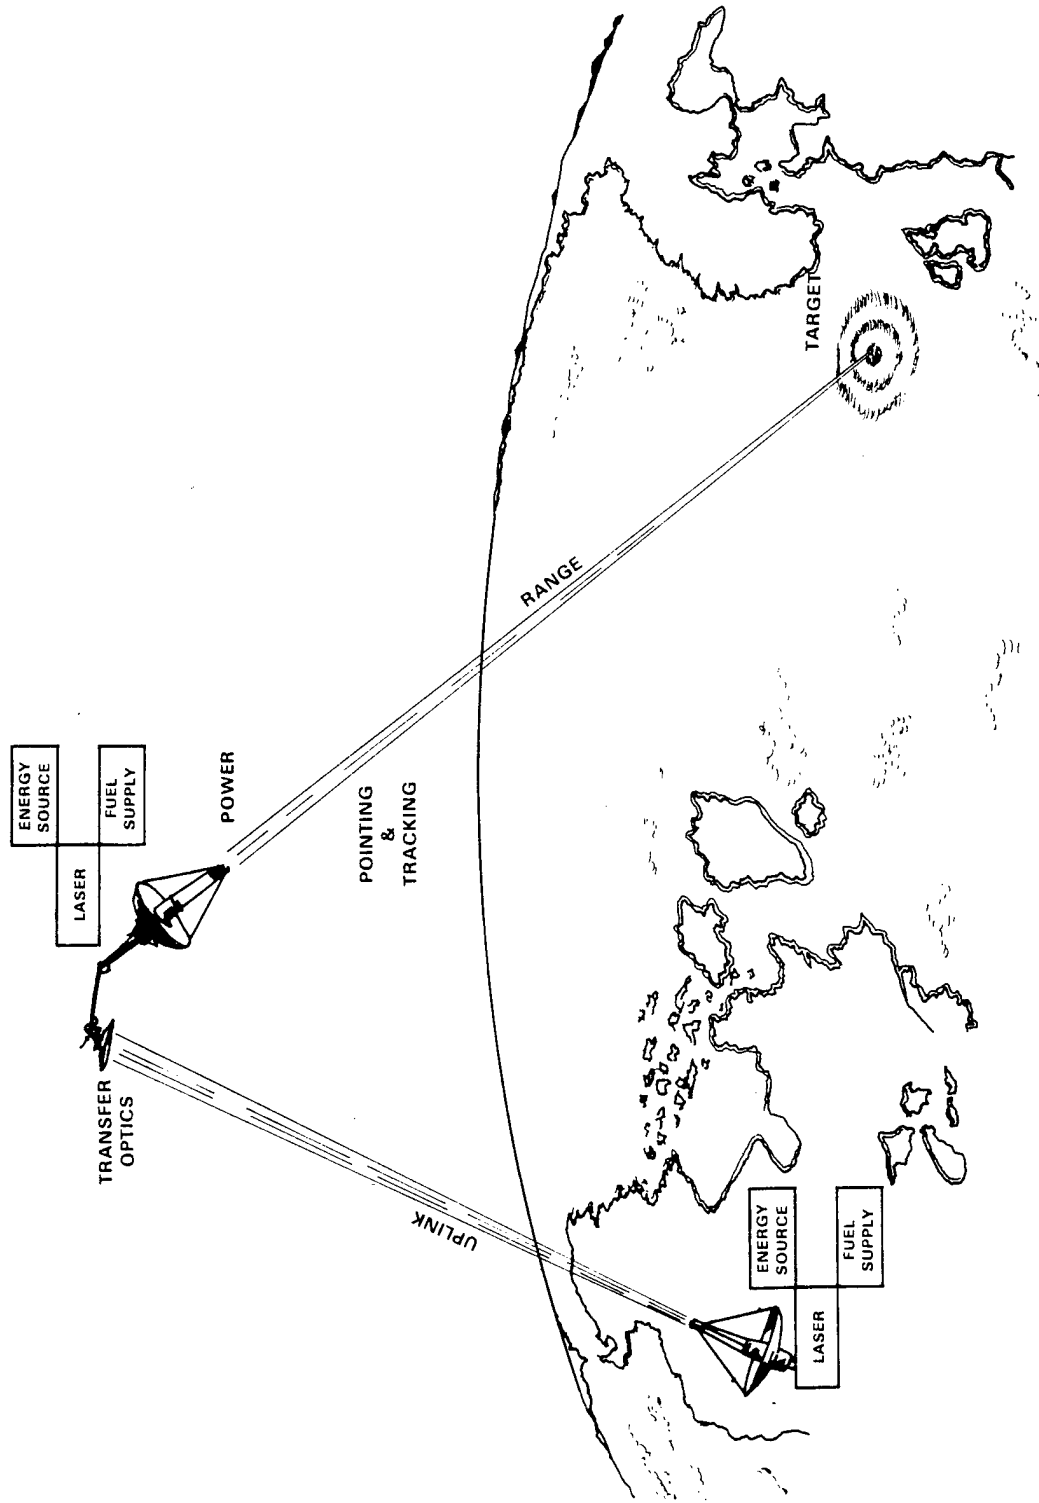 ENERGY
SOURCE
FUEL
SUPPLY
LASER
POWER
POINTING
&
TRACKING
TRANSFER
OPTICS
UPLINK
RANGE
TARGET
ENERGY
SOURCE
FUEL
SUPPLY
LASER